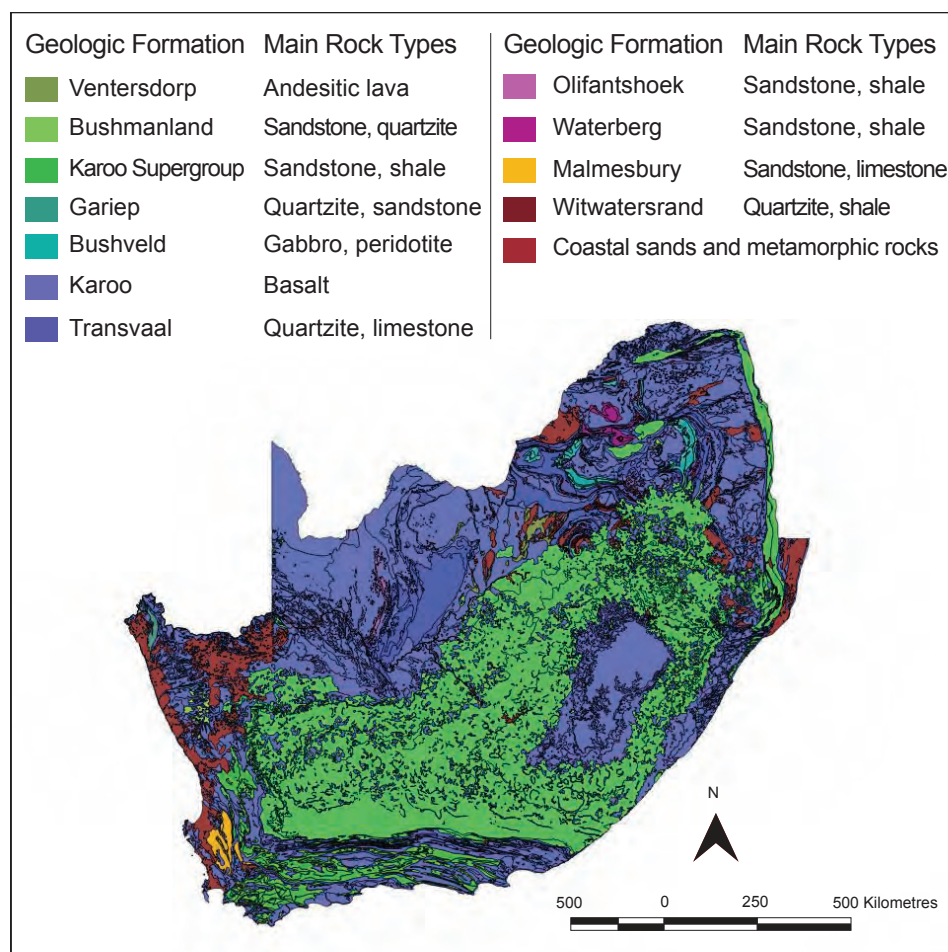 Geologic Formation Main Rock Types
Ventersdorp Andesitic lava
Bushmanland Sandstone, quartzite
Karoo Supergroup Sandstone, shale
Gariep Quartzite, sandstone
Bushveld Gabbro, peridotite
Karoo Basalt
Transvaal Quartzite, limestone
Geologic Formation Main Rock Types
Olifantshoek Sandstone, shale
Waterberg Sandstone, shale
Malmesbury Sandstone, limestone
Witwatersrand Quartzite, shale
Coastal sands and metamorphic rocks
N
500 0 250 500 Kilometres